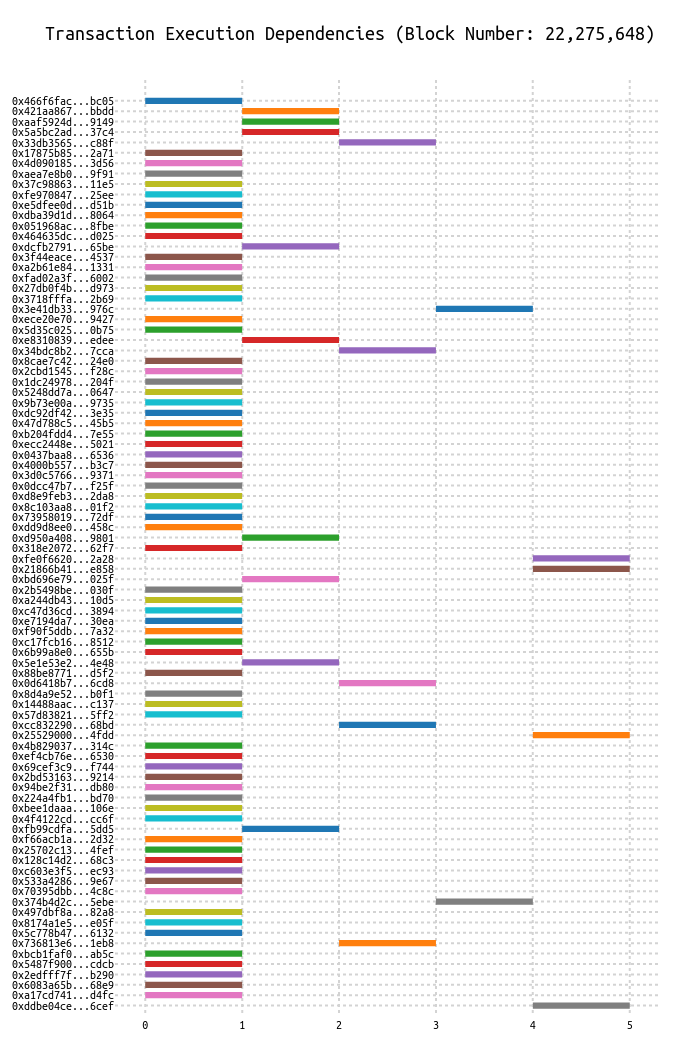 Transaction Execution Dependencies (Block Number: 22,275,648)
0x466f6fac...bc05
0x421aa867...bbdd
0xaaf5924d...9149
0x5a5bc2ad...37c4
0x33db3565...c88f
0x17875b85...2a71
0x4d090185...3d56
0xaea7e8b0...9f91
0x37c98863...11e5
0xfe970847...25ee
0xe5dfee0d...d51b
0xdba39d1d...8064
0x051968ac...8fbe
0x464635dc...d025
0xdcfb2791...65be
0x3f44eace...4537
0xa2b61e84...1331
0xfad02a3f...6002
0x27db0f4b...d973
0x3718fffa...2b69
0x3e41db33...976c
0xece20e70...9427
0x5d35c025...0b75
0xe8310839...edee
0x34bdc8b2...7cca
0x8cae7c42...24e0
0x2cbd1545...f28c
0x1dc24978...204f
0x5248dd7a...0647
0x9b73e00a...9735
0xdc92df42...3e35
0x47d788c5...45b5
0xb204fdd4...7e55
0xecc2448e...5021
0x0437baa8...6536
0x4000b557...b3c7
0x3d0c5766...9371
0x0dcc47b7...f25f
0xd8e9feb3...2da8
0x8c103aa8...01f2
0x73958019...72df
0xdd9d8ee0...458c
0xd950a408...9801
0x318e2072...62f7
0xfe0f6620...2a28
0x21866b41...e858
0xbd696e79...025f
0x2b5498be...030f
0xa244db43...10d5
0xc47d36cd...3894
0xe7194da7...30ea
0xf90f5ddb...7a32
0xc17fcb16...8512
0x6b99a8e0...655b
0x5e1e53e2...4e48
0x88be8771...d5f2
0x0d6418b7...6cd8
0x8d4a9e52...b0f1
0x14488aac...c137
0x57d83821...5ff2
0xcc832290...68bd
0x25529000...4fdd
0x4b829037...314c
0xef4cb76e...6530
0x69cef3c9...f744
0x2bd53163...9214
0x94be2f31...db80
0x224a4fb1...bd70
0xbee1daaa...106e
0x4f4122cd...cc6f
0xfb99cdfa...5dd5
0xf66acb1a...2d32
0x25702c13...4fef
0x128c14d2...68c3
0xc603e3f5...ec93
0x533a4286...9e67
0x70395dbb...4c8c
0x374b4d2c...5ebe
0x497dbf8a...82a8
0x8174a1e5...e05f
0x5c778b47...6132
0x736813e6...1eb8
0xbcb1faf0...ab5c
0x5487f900...cdcb
0x2edfff7f...b290
0x6083a65b...68e9
0xa17cd741...d4fc
0xddbe04ce...6cef
0 1 2 3 4 5